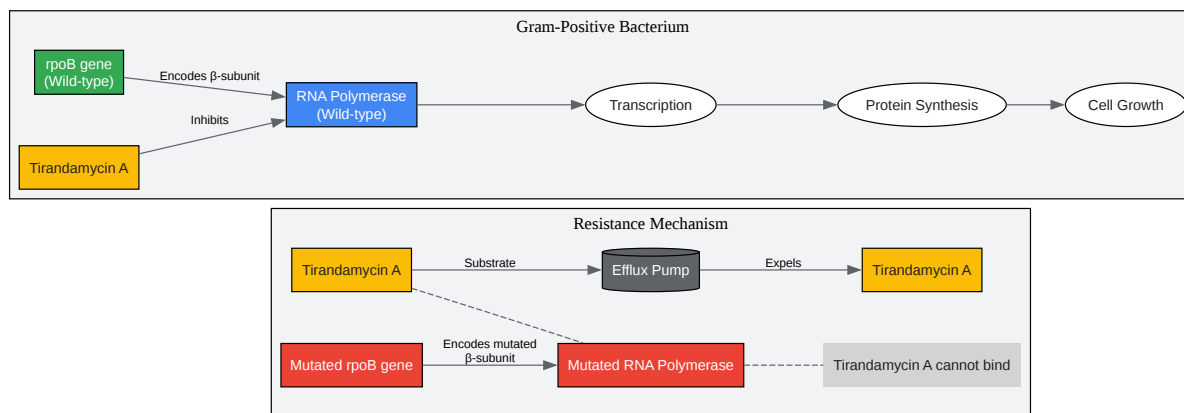 Gram-Positive Bacterium
rpoB gene
(Wild-type)
Encodes β-subunit
RNA Polymerase
(Wild-type)
Transcription
Protein Synthesis
Cell Growth
Inhibits
Tirandamycin A
Resistance Mechanism
Tirandamycin A
Substrate
Efflux Pump
Expels
Tirandamycin A
Mutated rpoB gene
Encodes mutated
β-subunit
Mutated RNA Polymerase
Tirandamycin A cannot bind